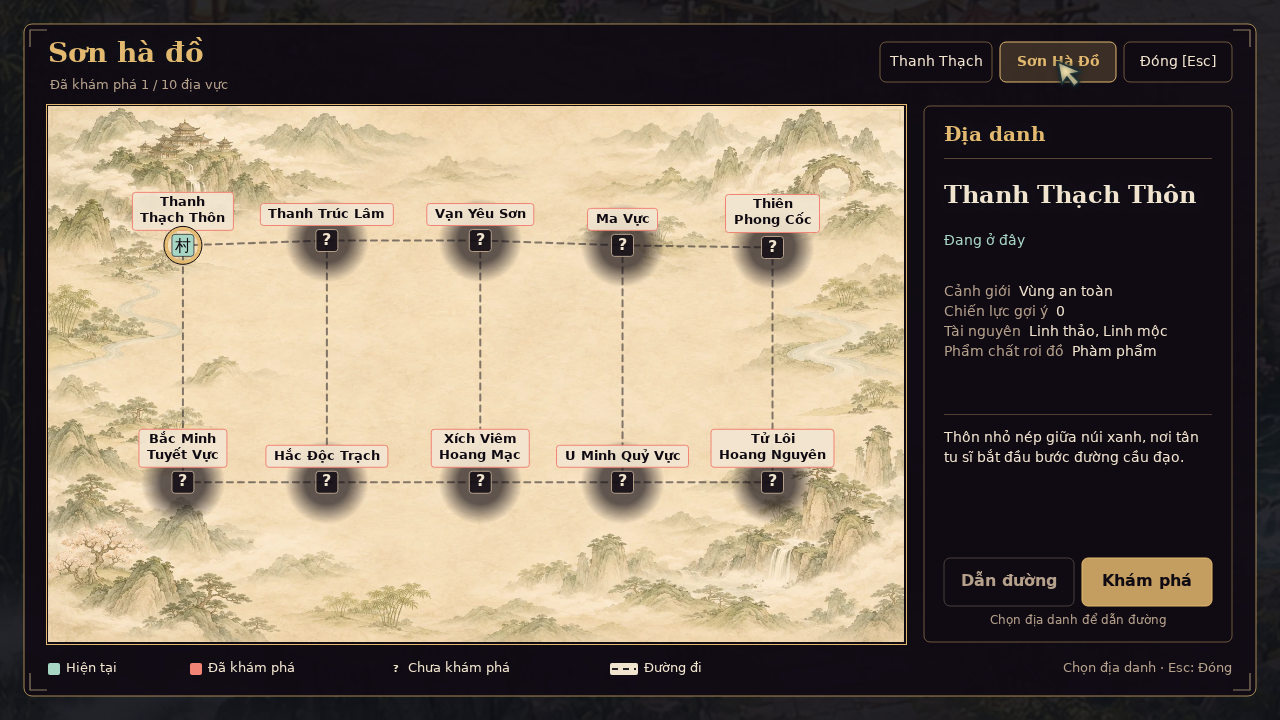 Sơn hà đồ
Đã khám phá 1 / 10 địa vực
Thanh Thạch
Sơn Hà Đồ
Đóng [Esc]
Thanh
Thạch Thôn
Thanh Trúc Lâm
Vạn Yêu Sơn
Ma Vực
Thiên
Phong Cốc
村
?
?
?
?
Bắc Minh
Tuyết Vực
Hắc Độc Trạch
Xích Viêm
Hoang Mạc
U Minh Quỷ Vực
Tử Lôi
Hoang Nguyên
?
?
?
?
?
Địa danh
Thanh Thạch Thôn
Đang ở đây
Cảnh giới Vùng an toàn
Chiến lực gợi ý 0
Tài nguyên Linh thảo, Linh mộc
Phẩm chất rơi đồ Phàm phẩm
Thôn nhỏ nép giữa núi xanh, nơi tân
tu sĩ bắt đầu bước đường cầu đạo.
Dẫn đường
Khám phá
Chọn địa danh để dẫn đường
Hiện tại
Đã khám phá
? Chưa khám phá
Đường đi
Chọn địa danh · Esc: Đóng